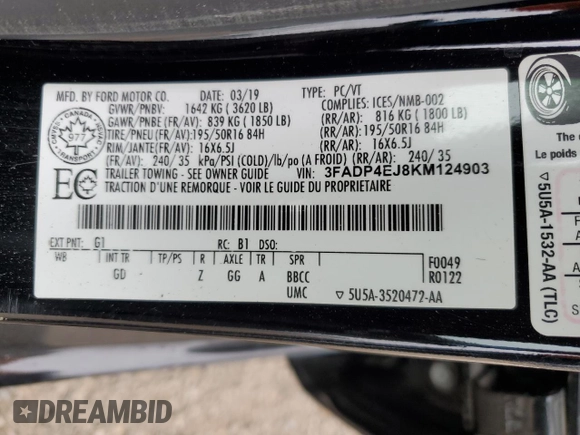 MFD. BY FORD MOTOR CO.
DATE: 03/19
TYPE: PC/VT
GVWR/PNBV: 1642 KG ( 3620 LB)
COMPLIES: ICES/NMB-002
GAWR/PNBE (FR/AV): 839 KG ( 1850 LB)
(RR/AR): 816 KG ( 1800 LB)
TIRE/PNEU (FR/AV):195/50R16 84H
(RR/AR):195/50R16 84H
RIM/JANTE (FR/AV): 16X6.5J
(RR/AR): 16X6.5J
(FR/AV): 240/ 35 kPa/PSI (COLD)/lb/po (A FROID) (RR/AR): 240/ 35
TRAILER TOWING - SEE OWNER GUIDE
VIN: 3FADP4EJ8KM124903
TRACTION D'UNE REMORQUE - VOIR LE GUIDE DU PROPRIETAIRE
CANADA
977
TRANSPORT
EC
EXT PNT: G1
RC: B1 DSO:
WB INT TR TP/PS R AXLE TR SPR
F0049
GD Z GG A BBCC
R0122
UMC
▽ 5U5A-3520472-AA
The
Le poids
▽ 5U5A-1532-AA (TLC)
DREAMBID